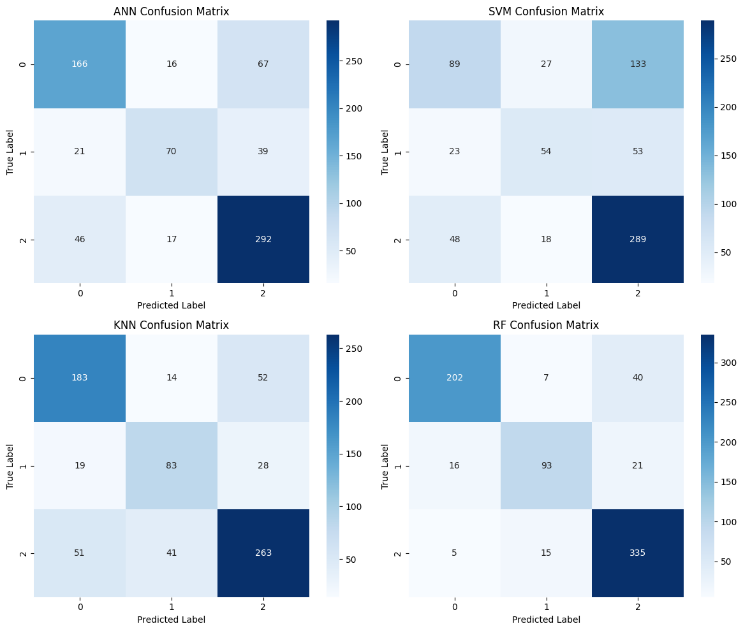 ANN Confusion Matrix
166 16 67
21 70 39
46 17 292
0
1
2
True Label
0 1 2
Predicted Label
250
200
150
100
50
SVM Confusion Matrix
89 27 133
23 54 53
48 18 289
0
1
2
True Label
0 1 2
Predicted Label
250
200
150
100
50
KNN Confusion Matrix
183 14 52
19 83 28
51 41 263
0
1
2
True Label
0 1 2
Predicted Label
250
200
150
100
50
RF Confusion Matrix
202 7 40
16 93 21
5 15 335
0
1
2
True Label
0 1 2
Predicted Label
300
250
200
150
100
50